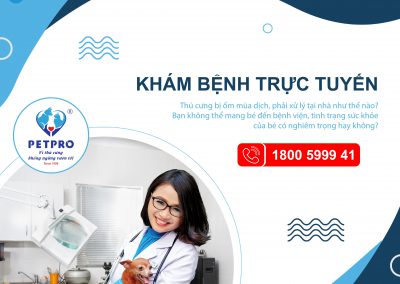 KHÁM BỆNH TRỰC TUYẾN
Thú cưng bị ốm mùa dịch, phải xử lý tại nhà như thế nào?
Bạn không thể mang bé đến bệnh viện, tình trạng sức khỏe
của bé có nghiêm trọng hay không?
1800 5999 41
®
PETPRO
Vì thú cưng
không ngừng vươn tới